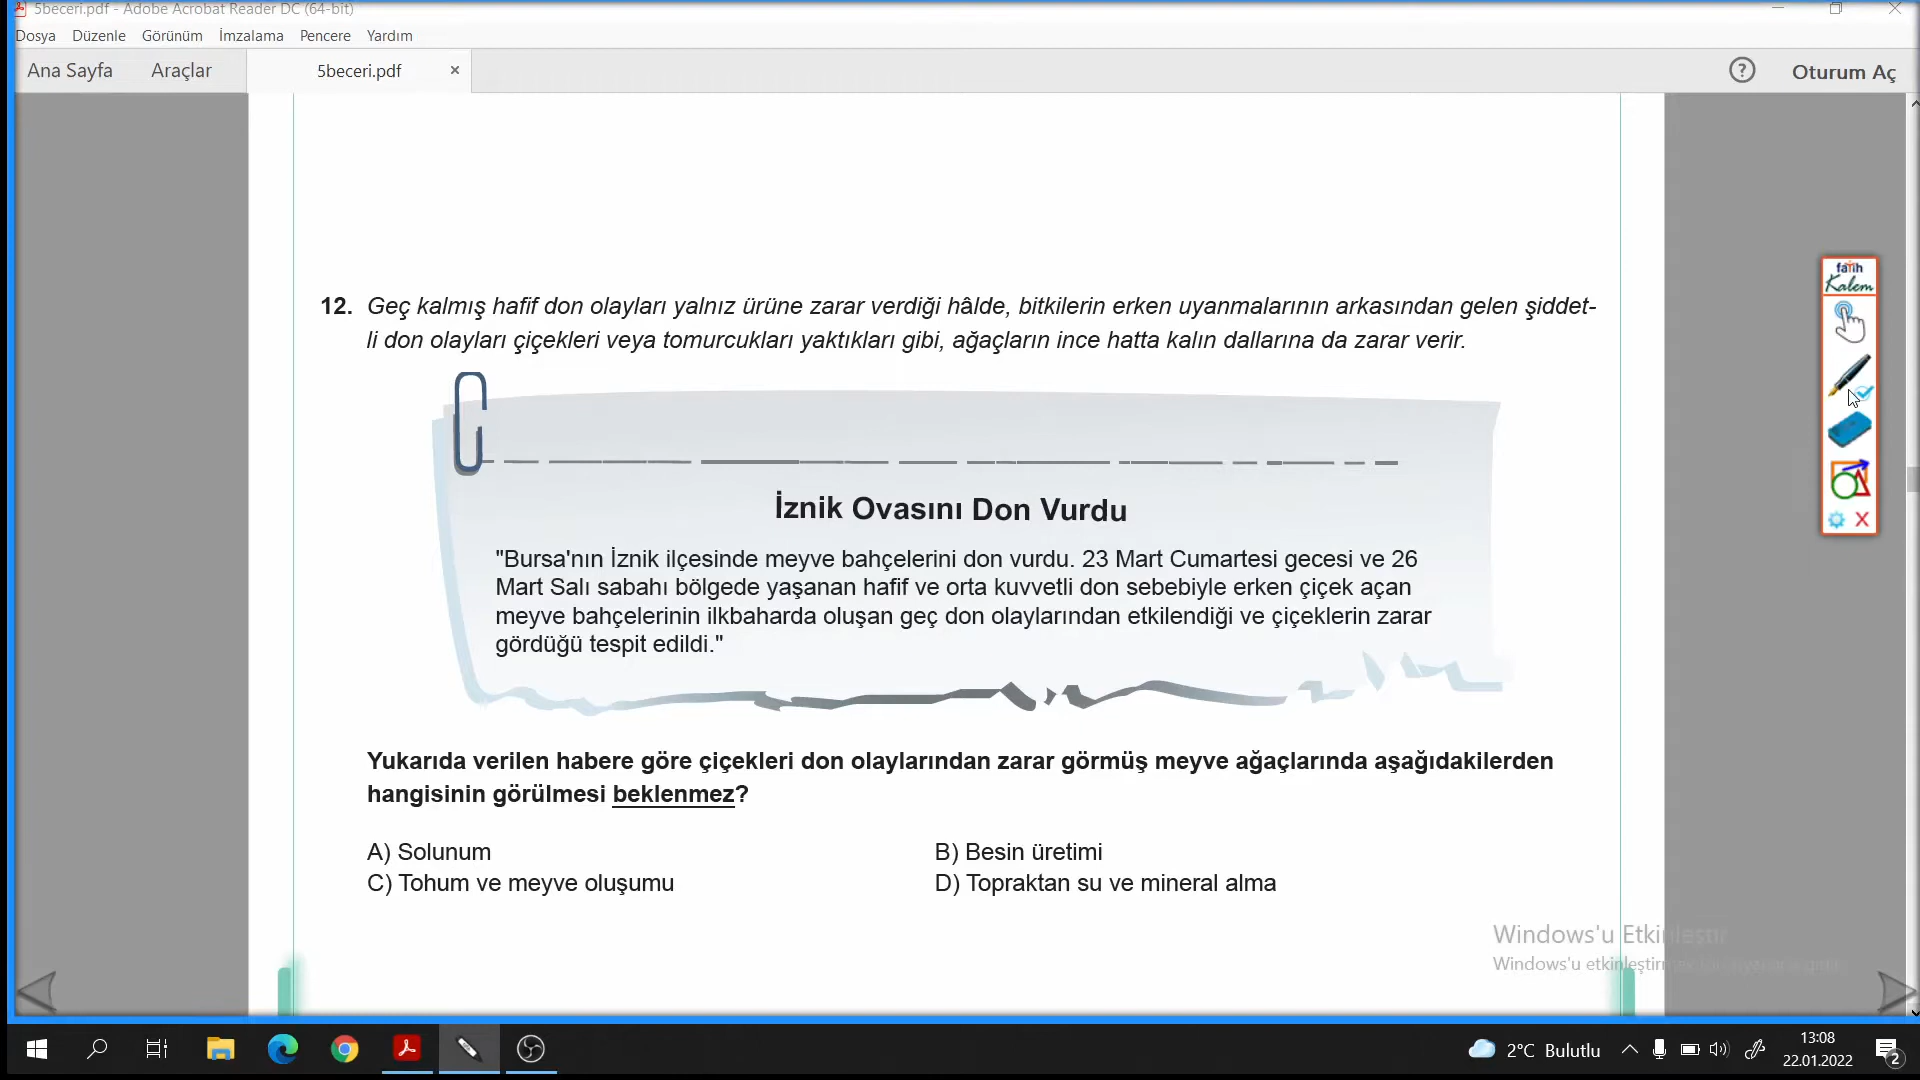 5beceri.pdf - Adobe Acrobat Reader DC (64-bit)
Dosya Düzenle Görünüm İmzalama Pencere Yardım
Ana Sayfa Araçlar 5beceri.pdf × ? Oturum Aç
fatih
Kalem
12. Geç kalmış hafif don olayları yalnız ürüne zarar verdiği hâlde, bitkilerin erken uyanmalarının arkasından gelen şiddet-
li don olayları çiçekleri veya tomurcukları yaktıkları gibi, ağaçların ince hatta kalın dallarına da zarar verir.
İznik Ovasını Don Vurdu
"Bursa'nın İznik ilçesinde meyve bahçelerini don vurdu. 23 Mart Cumartesi gecesi ve 26
Mart Salı sabahı bölgede yaşanan hafif ve orta kuvvetli don sebebiyle erken çiçek açan
meyve bahçelerinin ilkbaharda oluşan geç don olaylarından etkilendiği ve çiçeklerin zarar
gördüğü tespit edildi."
Yukarıda verilen habere göre çiçekleri don olaylarından zarar görmüş meyve ağaçlarında aşağıdakilerden
hangisinin görülmesi beklenmez?
A) Solunum B) Besin üretimi
C) Tohum ve meyve oluşumu D) Topraktan su ve mineral alma
Windows'u Etkinleştir
Windows'u
2°C Bulutlu 13:08
22.01.2022 2